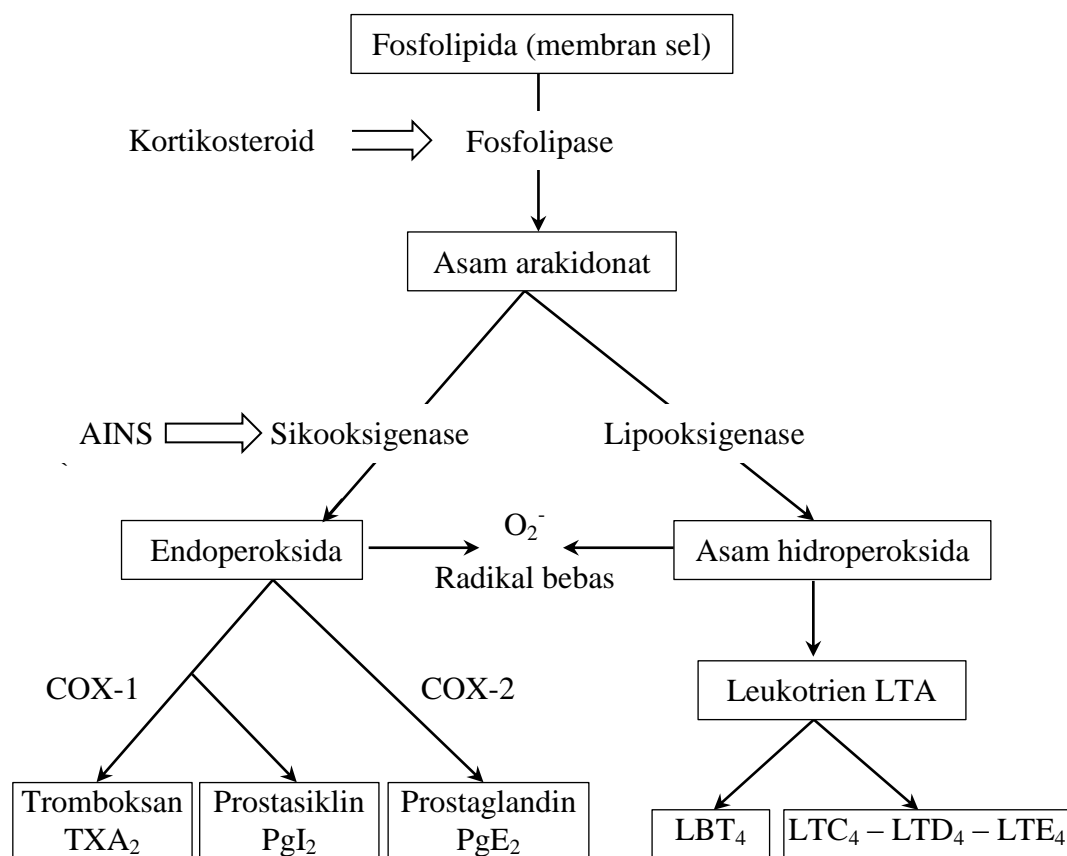 Fosfolipida (membran sel)
Kortikosteroid
Fosfolipase
Asam arakidonat
AINS
Sikooksigenase
Lipooksigenase
`
O₂⁻
Endoperoksida
Radikal bebas
Asam hidroperoksida
COX-1
COX-2
Leukotrien LTA
Tromboksan
TXA₂
Prostasiklin
PgI₂
Prostaglandin
PgE₂
LBT₄
LTC₄ – LTD₄ – LTE₄